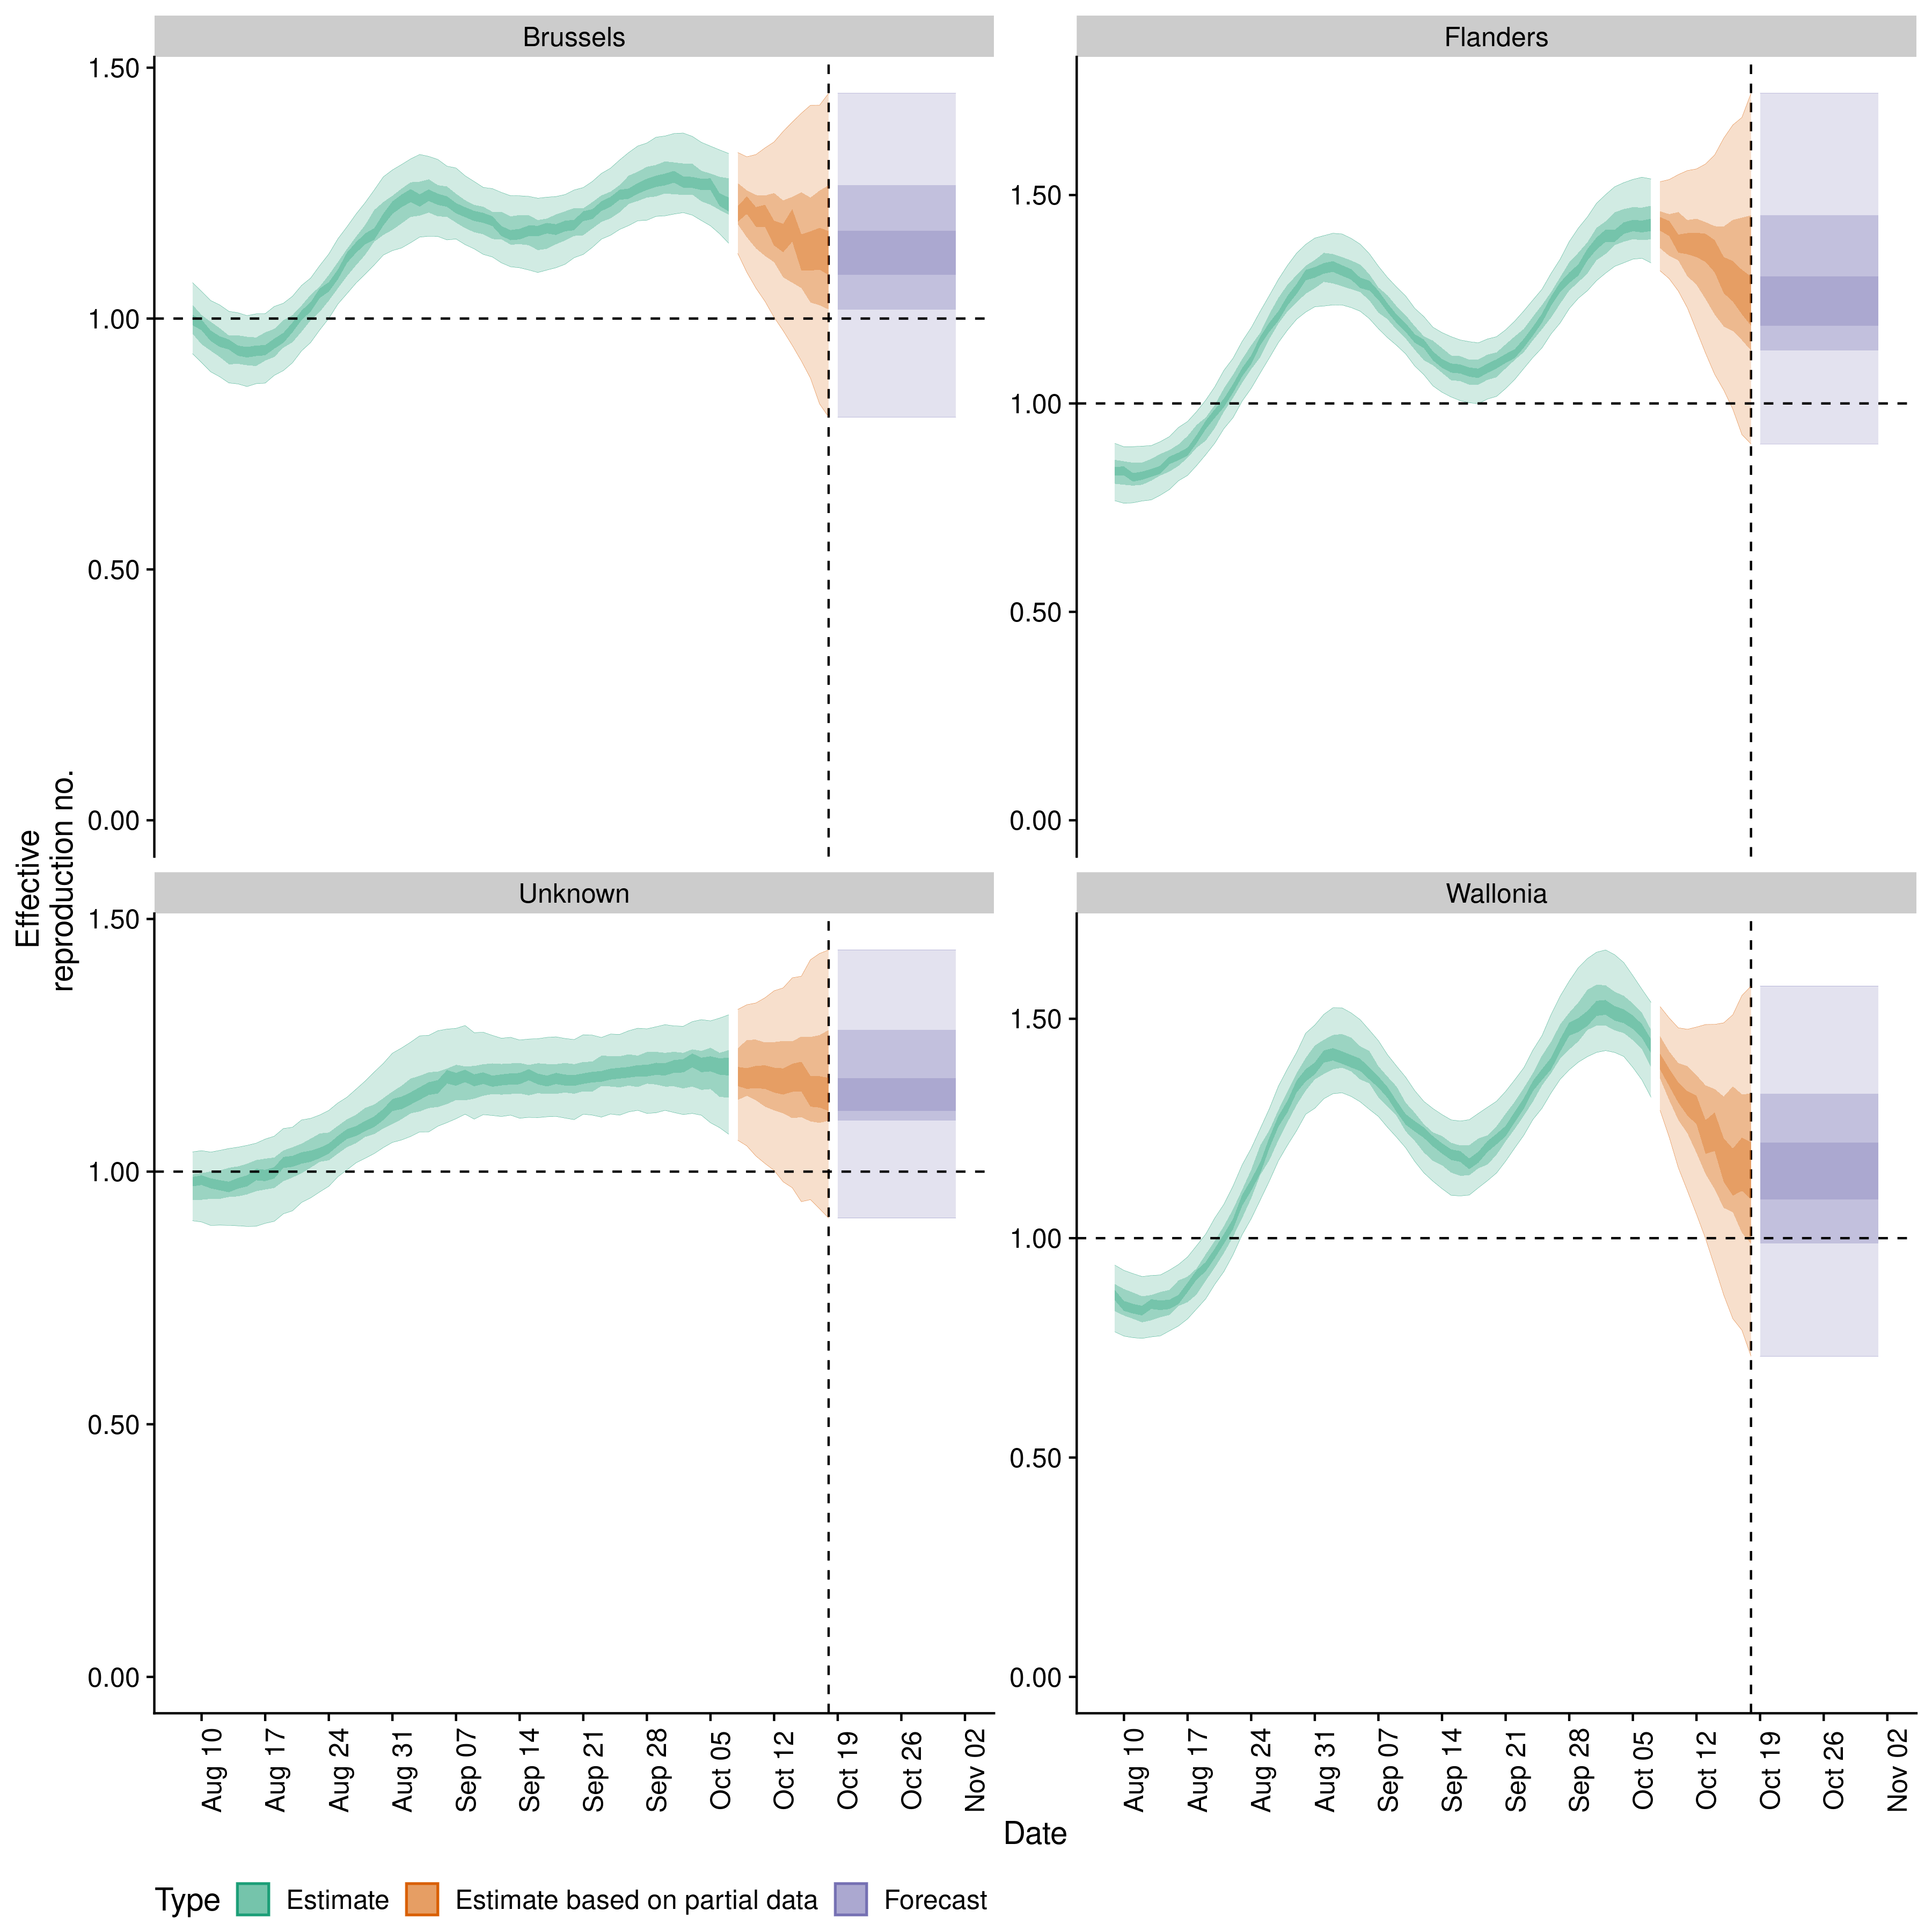 Brussels
Flanders
1.50
1.00
0.50
0.00
1.50
1.00
0.50
0.00
Effective
reproduction no.
Unknown
Wallonia
1.50
1.00
0.50
0.00
1.50
1.00
0.50
0.00
Aug 10
Aug 17
Aug 24
Aug 31
Sep 07
Sep 14
Sep 21
Sep 28
Oct 05
Oct 12
Oct 19
Oct 26
Nov 02
Aug 10
Aug 17
Aug 24
Aug 31
Sep 07
Sep 14
Sep 21
Sep 28
Oct 05
Oct 12
Oct 19
Oct 26
Nov 02
Date
Type Estimate Estimate based on partial data Forecast